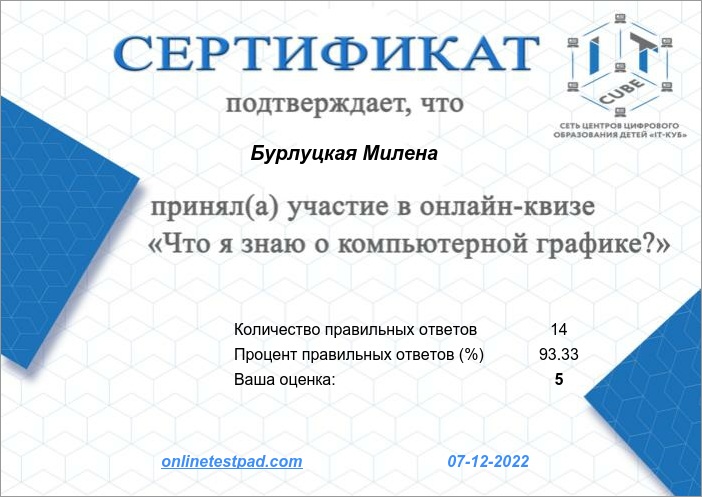 СЕРТИФИКАТ
IT
CUBE
СЕТЬ ЦЕНТРОВ ЦИФРОВОГО
ОБРАЗОВАНИЯ ДЕТЕЙ «IT-КУБ»
подтверждает, что
Бурлуцкая Милена
принял(а) участие в онлайн-квизе
«Что я знаю о компьютерной графике?»
Количество правильных ответов 14
Процент правильных ответов (%) 93.33
Ваша оценка: 5
onlinetestpad.com 07-12-2022